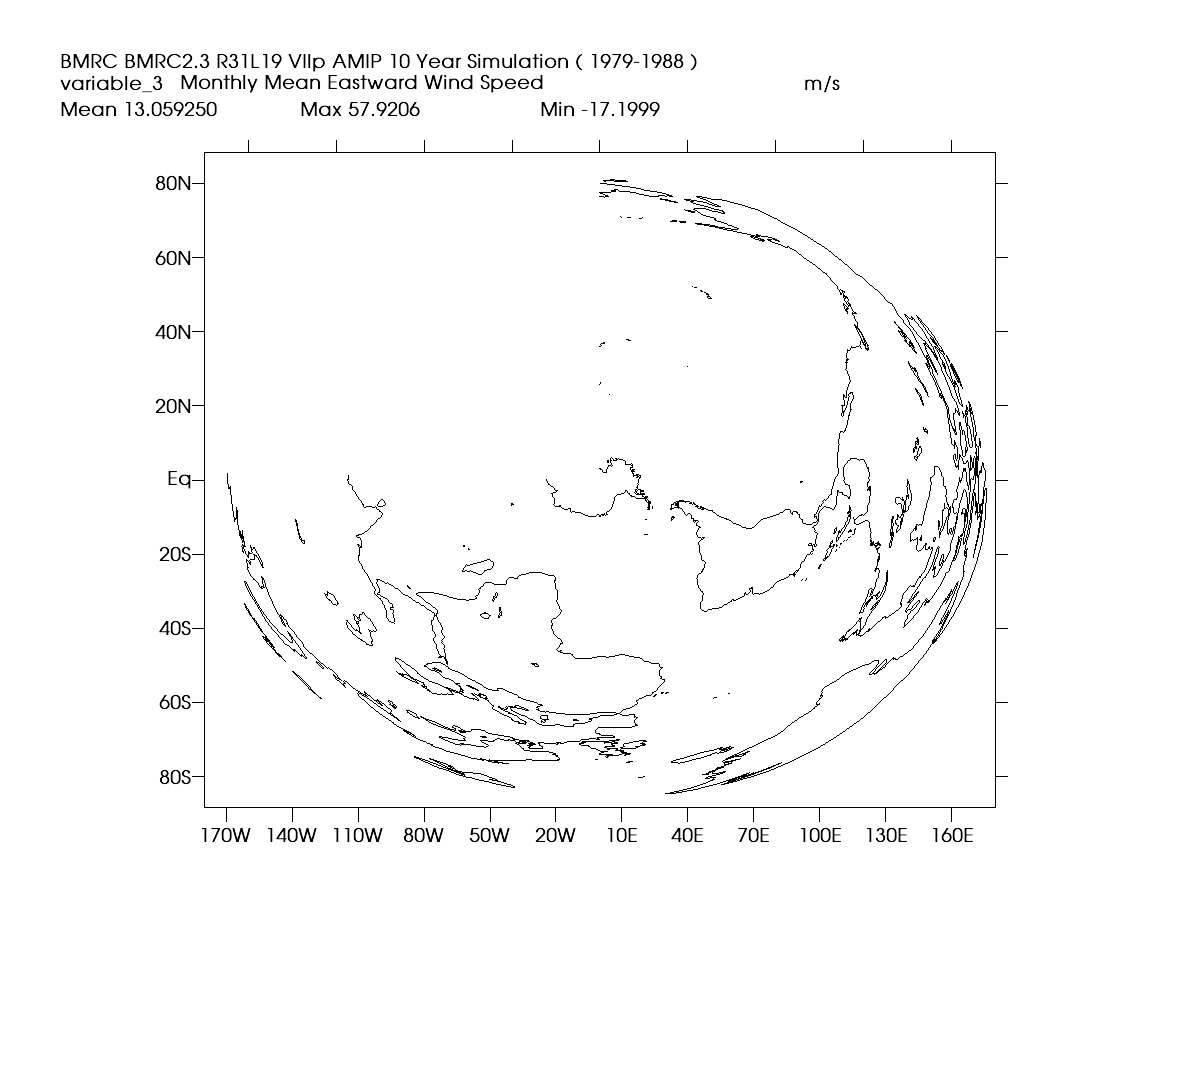 BMRC BMRC2.3 R31L19 VIIp AMIP 10 Year Simulation ( 1979-1988 )
variable_3 Monthly Mean Eastward Wind Speed m/s
Mean 13.059250 Max 57.9206 Min -17.1999
80N
60N
40N
20N
Eq
20S
40S
60S
80S
170W 140W 110W 80W 50W 20W 10E 40E 70E 100E 130E 160E